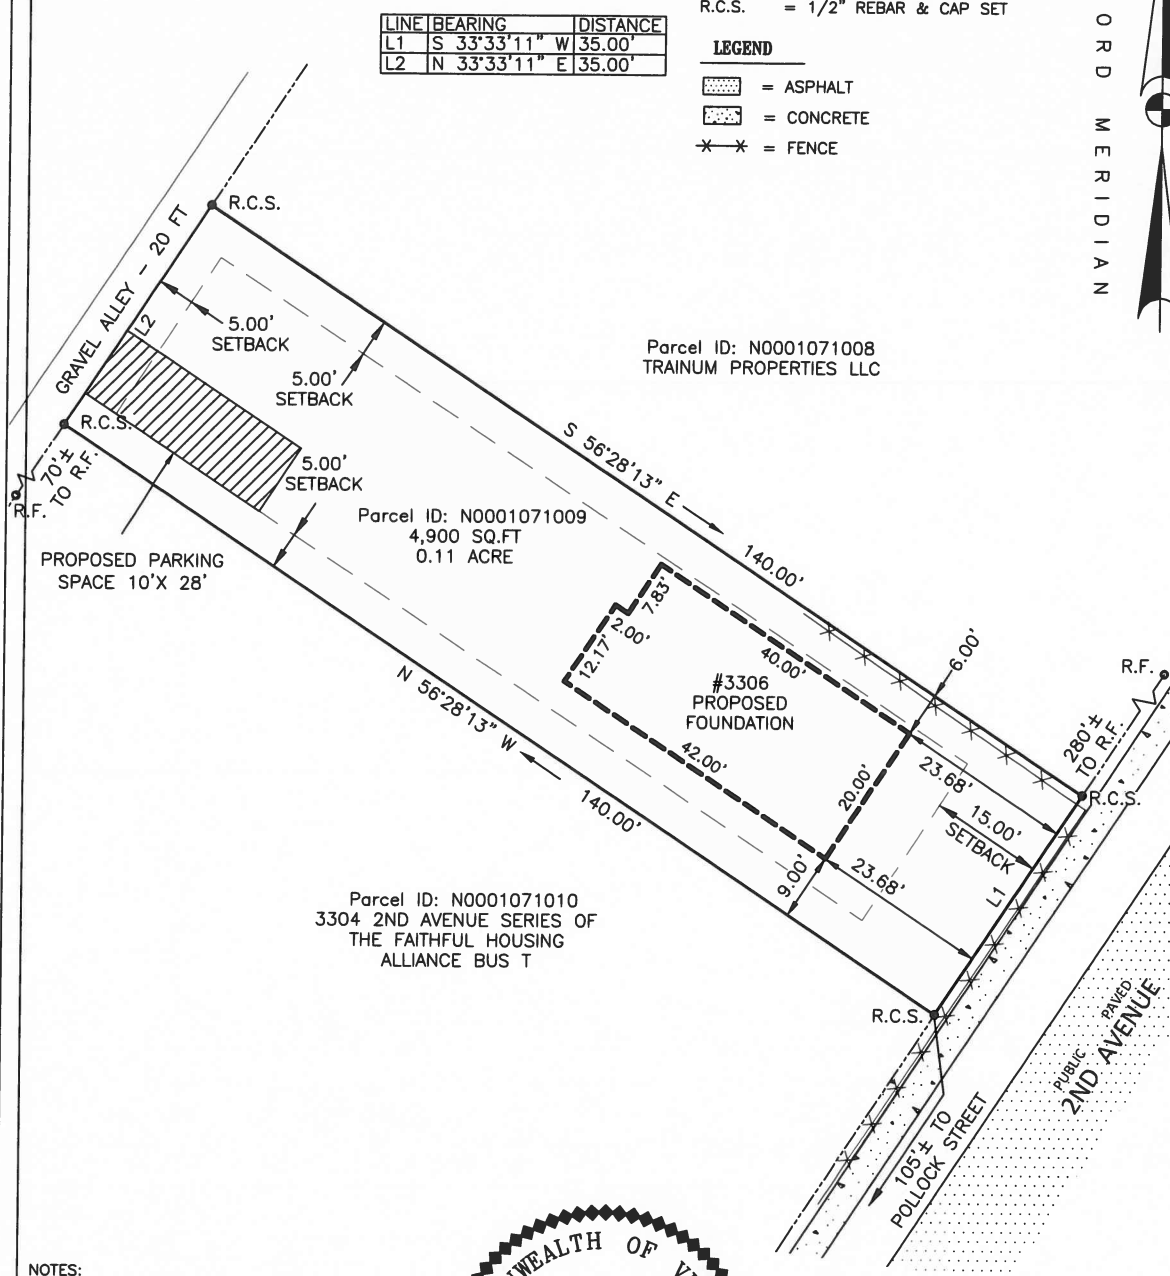 R.C.S. = 1/2" REBAR & CAP SET
LINE BEARING DISTANCE
L1 S 33°33'11" W 35.00'
L2 N 33°33'11" E 35.00'
LEGEND
= ASPHALT
= CONCRETE
= FENCE
ORD MERIDIAN
R.C.S.
GRAVEL ALLEY - 20 FT
L2
5.00'
SETBACK
5.00'
SETBACK
Parcel ID: N0001071008
TRAINUM PROPERTIES LLC
R.C.S.
70'±
TO R.F.
R.F.
5.00'
SETBACK
S 56°28'13" E
140.00'
Parcel ID: N0001071009
4,900 SQ.FT
0.11 ACRE
PROPOSED PARKING
SPACE 10'X 28'
7.83'
2.00'
12.17'
40.00'
#3306
PROPOSED
FOUNDATION
42.00'
20.00'
6.00'
R.F.
280'±
TO R.F.
23.68'
R.C.S.
15.00'
SETBACK
N 56°28'13" W
140.00'
9.00'
23.68'
L1
Parcel ID: N0001071010
3304 2ND AVENUE SERIES OF
THE FAITHFUL HOUSING
ALLIANCE BUS T
R.C.S.
PUBLIC PAVED
2ND AVENUE
105'± TO
POLLOCK STREET
WEALTH OF V
NOTES: